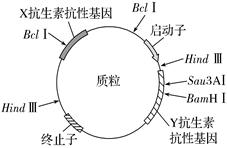 X抗生素抗性基因
Bcl Ⅰ
Bcl Ⅰ
启动子
Hind Ⅲ
质粒
Sau3AⅠ
BamH Ⅰ
Hind Ⅲ
终止子
Y抗生素
抗性基因